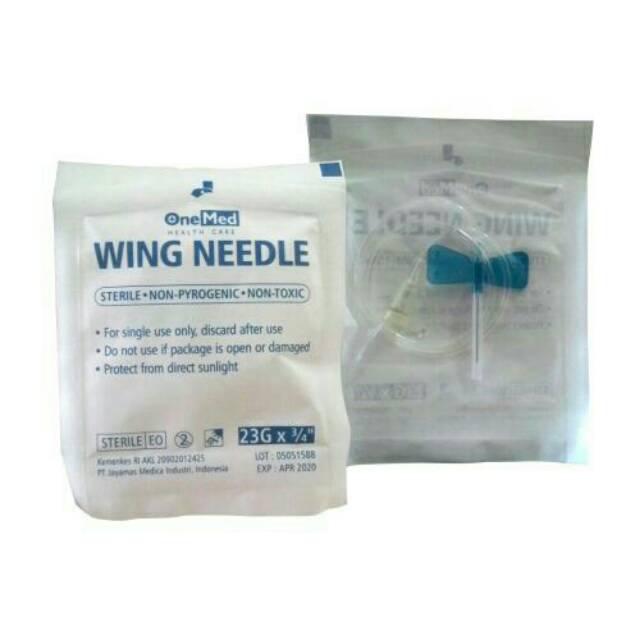 OneMed
HEALTH CARE
WING NEEDLE
STERILE • NON-PYROGENIC • NON-TOXIC
• For single use only, discard after use
• Do not use if package is open or damaged
• Protect from direct sunlight
STERILE EO 2 23G x 3/4"
Kemenkes RI AKL 20902012425
PT. Jayamas Medica Industri, Indonesia
LOT : 05051588
EXP : APR 2020
OneMed
WING NEEDLE